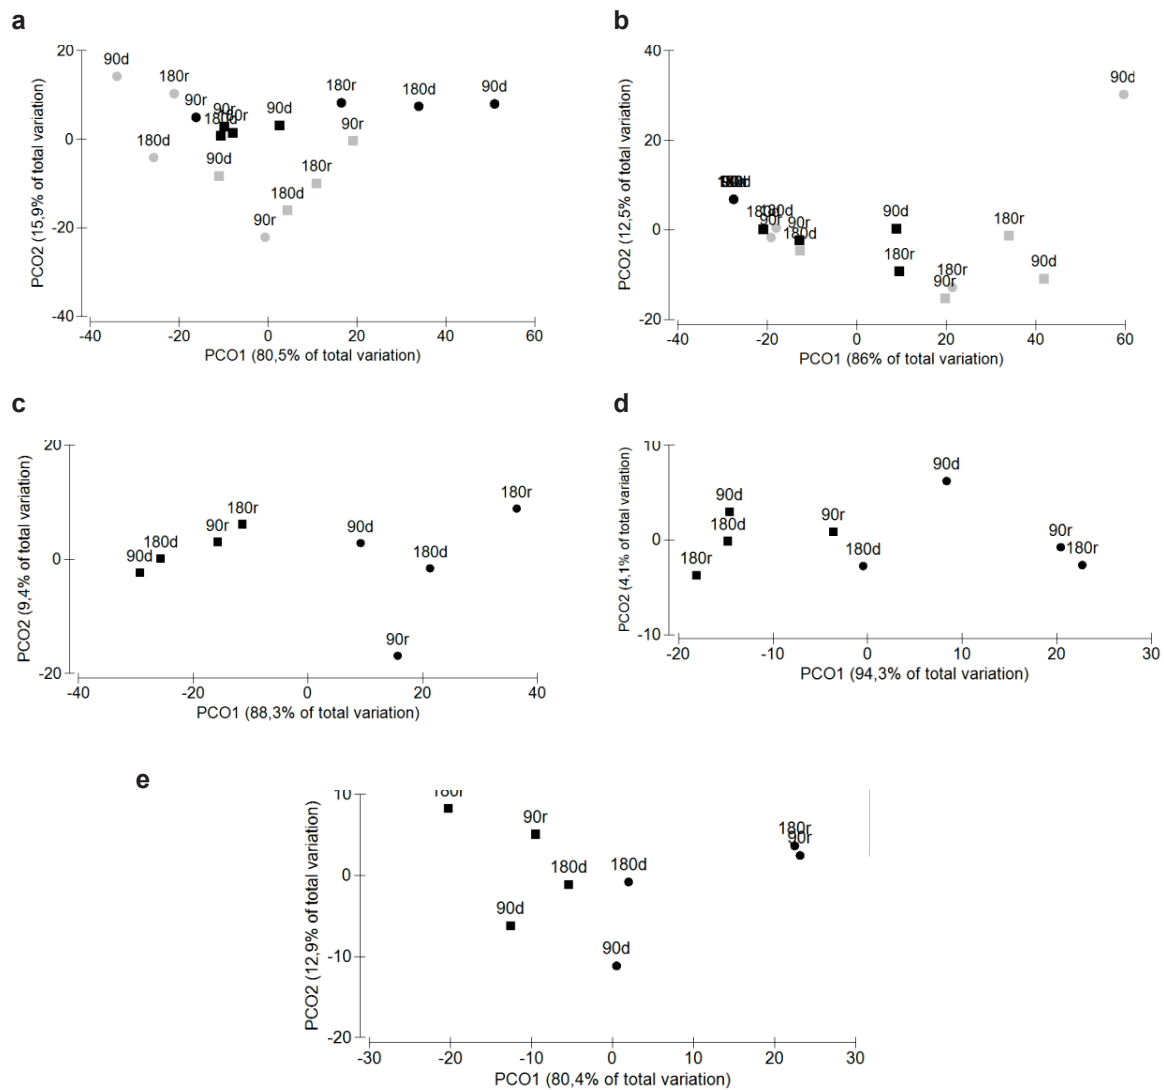 a
20
0
-20
-40
PCO2 (15,9% of total variation)
90d
180r
90r
90r
180d
90r
180d
90d
90d
180r
180d
90d
90r
180r
180d
90r
-40
-20
0
20
40
60
PCO1 (80,5% of total variation)
b
40
20
0
-20
PCO2 (12,5% of total variation)
90d
180d
180d
90r
90r
180d
90d
180r
180r
90d
180r
90r
-40
-20
0
20
40
60
PCO1 (86% of total variation)
c
20
0
-20
PCO2 (9,4% of total variation)
90d
180d
90r
180r
90d
180d
180r
90r
-40
-20
0
20
40
PCO1 (88,3% of total variation)
d
10
0
-10
PCO2 (4,1% of total variation)
90d
90d
180d
180r
90r
180d
90r
180r
-20
-10
0
10
20
30
PCO1 (94,3% of total variation)
e
10
0
-10
-20
PCO2 (12,9% of total variation)
180r
90r
180d
90d
180d
90d
180r
90r
-30
-20
-10
0
10
20
30
PCO1 (80,4% of total variation)